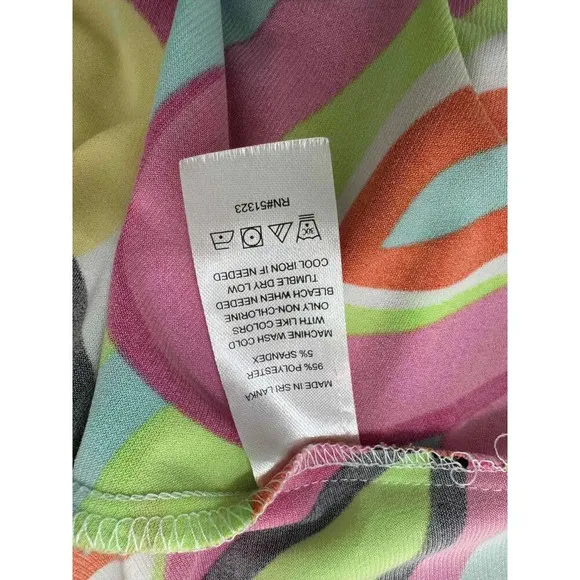 MADE IN SRI LANKA
95% POLYESTER
5% SPANDEX
MACHINE WASH COLD
WITH LIKE COLORS
ONLY NON-CHLORINE
BLEACH WHEN NEEDED
TUMBLE DRY LOW
COOL IRON IF NEEDED
RN#51323